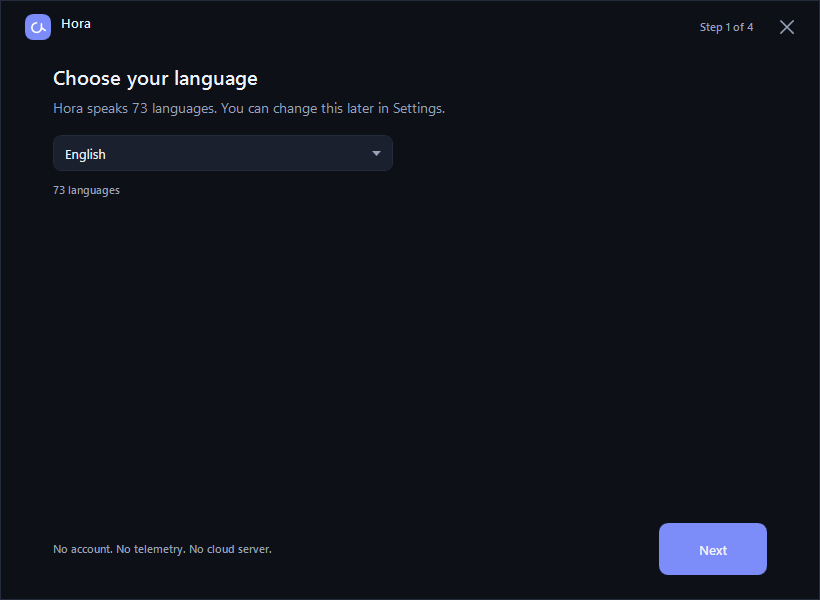 Hora
Step 1 of 4
Choose your language
Hora speaks 73 languages. You can change this later in Settings.
English
73 languages
No account. No telemetry. No cloud server.
Next